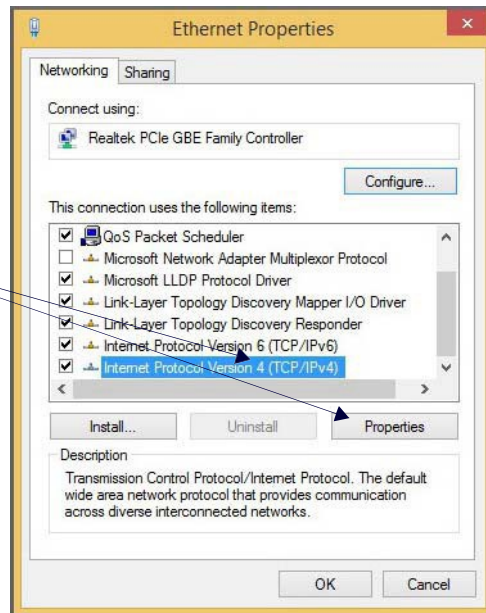 Ethernet Properties
Networking Sharing
Connect using:
Realtek PCIe GBE Family Controller
Configure...
This connection uses the following items:
QoS Packet Scheduler
Microsoft Network Adapter Multiplexor Protocol
Microsoft LLDP Protocol Driver
Link-Layer Topology Discovery Mapper I/O Driver
Link-Layer Topology Discovery Responder
Internet Protocol Version 6 (TCP/IPv6)
Internet Protocol Version 4 (TCP/IPv4)
Install... Uninstall Properties
Description
Transmission Control Protocol/Internet Protocol. The default
wide area network protocol that provides communication
across diverse interconnected networks.
OK Cancel